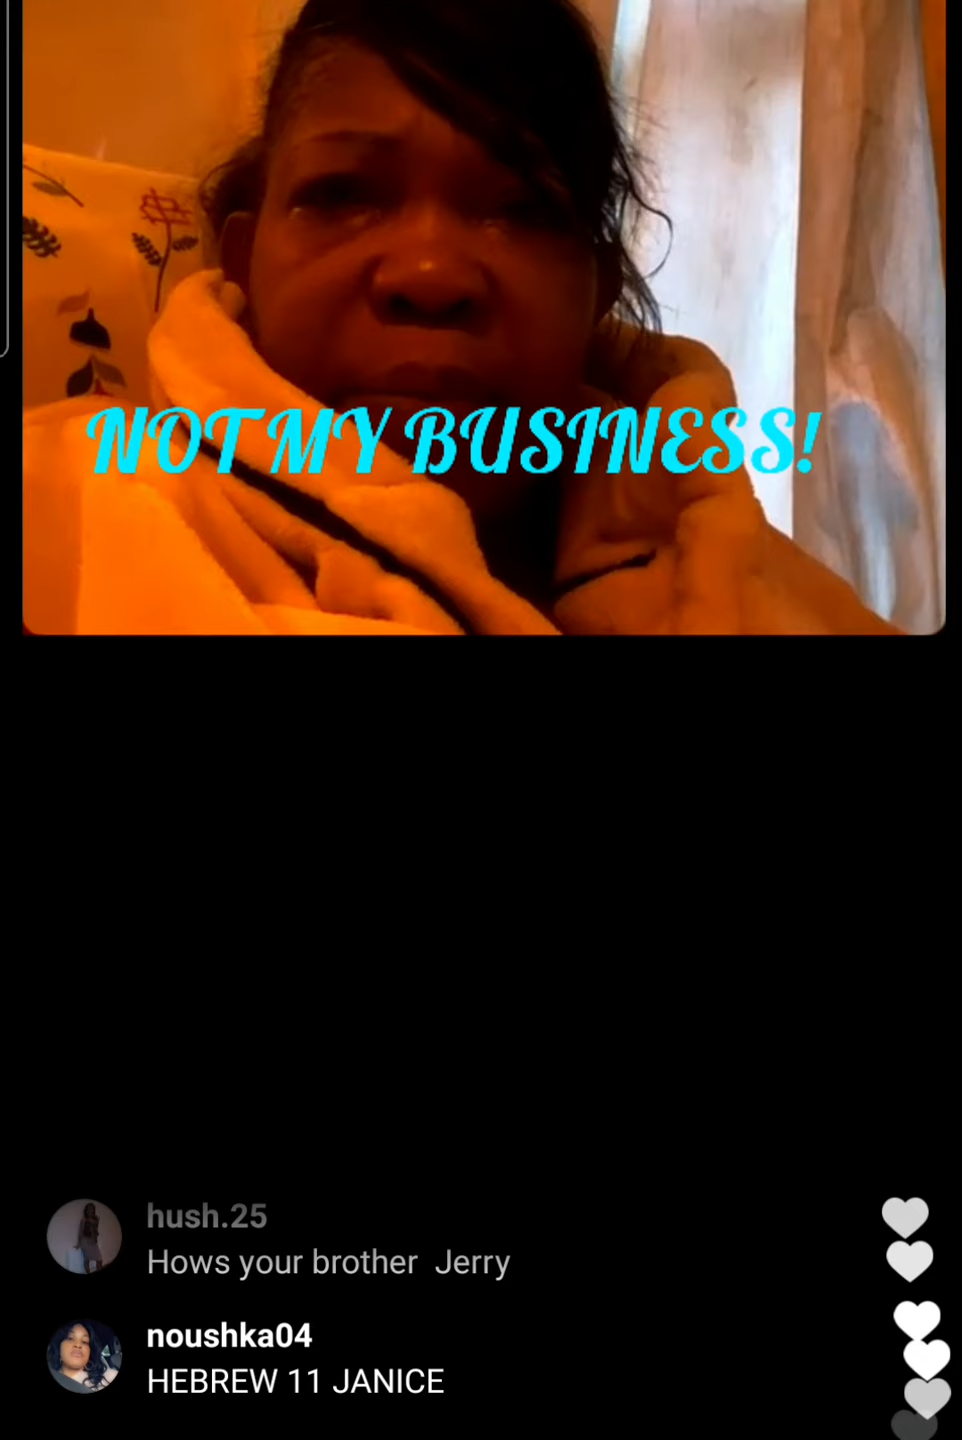 NOT MY BUSINESS!
hush.25
Hows your brother  Jerry
noushka04
HEBREW 11 JANICE